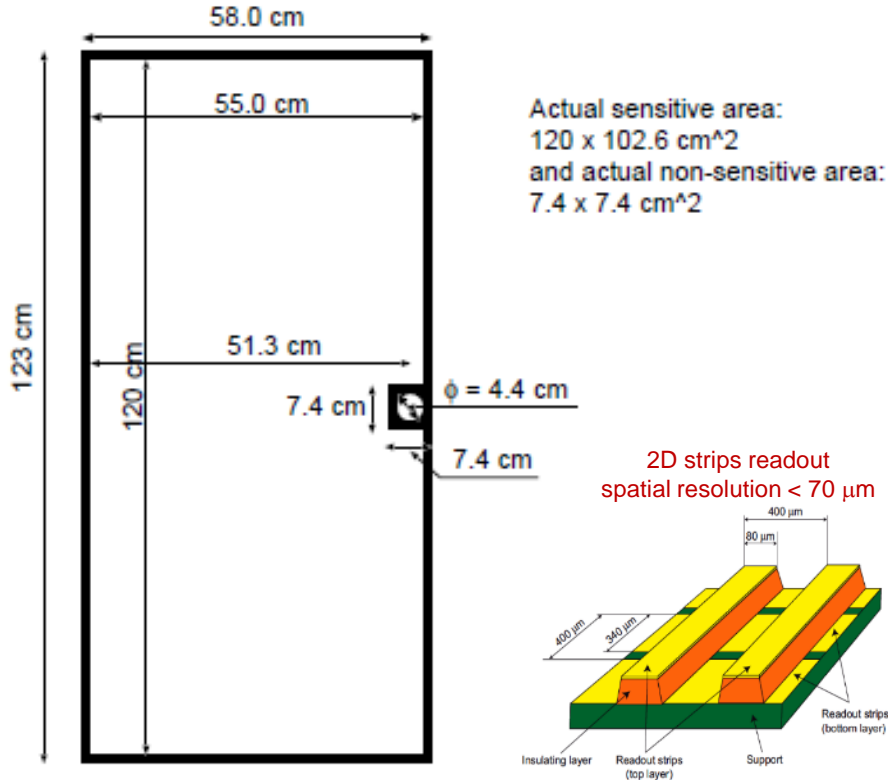 58.0 cm
55.0 cm
Actual sensitive area:
120 x 102.6 cm^2
and actual non-sensitive area:
7.4 x 7.4 cm^2
123 cm
120 cm
51.3 cm
7.4 cm
ϕ = 4.4 cm
7.4 cm
2D strips readout
spatial resolution < 70 μm
400 μm
80 μm
400 μm
340 μm
Insulating layer
Readout strips
(top layer)
Support
Readout strips
(bottom layer)